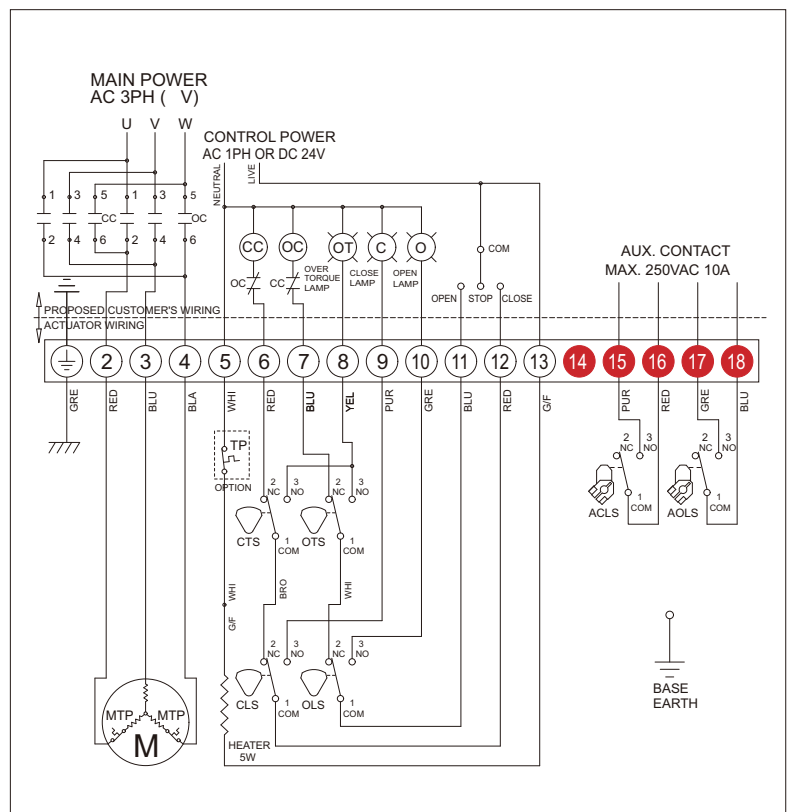 MAIN POWER
AC 3PH ( V)
U V W
CONTROL POWER
AC 1PH OR DC 24V
NEUTRAL
LIVE
1 3 5 1 3 5
CC OC
2 4 6 2 4 6
CC OC OT C O
OC CC
OVER
TORQUE
LAMP
CLOSE
LAMP
OPEN
LAMP
COM
OPEN STOP CLOSE
AUX. CONTACT
MAX. 250VAC 10A
PROPOSED CUSTOMER'S WIRING
ACTUATOR WIRING
2 3 4 5 6 7 8 9 10 11 12 13 14 15 16 17 18
GRE RED BLU BLA WHI RED BLU YEL PUR GRE BLU RED G/F PUR RED GRE BLU
TP
OPTION
2 NC 3 NO
CTS
1 COM
2 NC 3 NO
OTS
1 COM
2 NC 3 NO
ACLS
1 COM
2 NC 3 NO
AOLS
1 COM
WHI
G/F
BRO
WHI
2 NC 3 NO
CLS
1 COM
2 NC 3 NO
OLS
1 COM
MTP MTP
M
HEATER
5W
BASE
EARTH